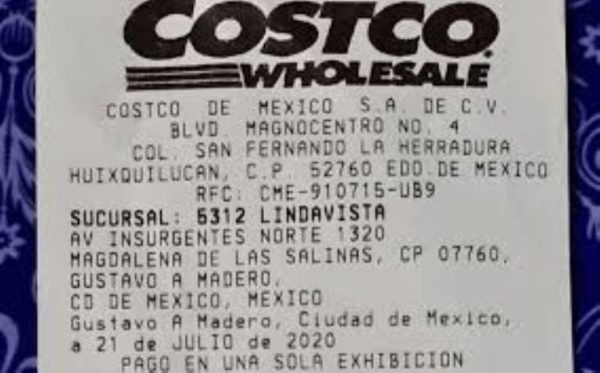 COSTCO
WHOLESALE
COSTCO DE MEXICO S.A. DE C.V.
BLVD. MAGNOCENTRO NO. 4
COL. SAN FERNANDO LA HERRADURA
HUIXQUILUCAN, C.P. 52760 EDO.DE MEXICO
RFC: CME-910715-UB9
SUCURSAL: 6312 LINDAVISTA
AV INSURGENTES NORTE 1320
MAGDALENA DE LAS SALINAS, CP 07760,
GUSTAVO A MADERO,
CD DE MEXICO, MEXICO
Gustavo A Madero, Ciudad de Mexico,
a 21 de JULIO de 2020
PAGO EN UNA SOLA EXHIBICION